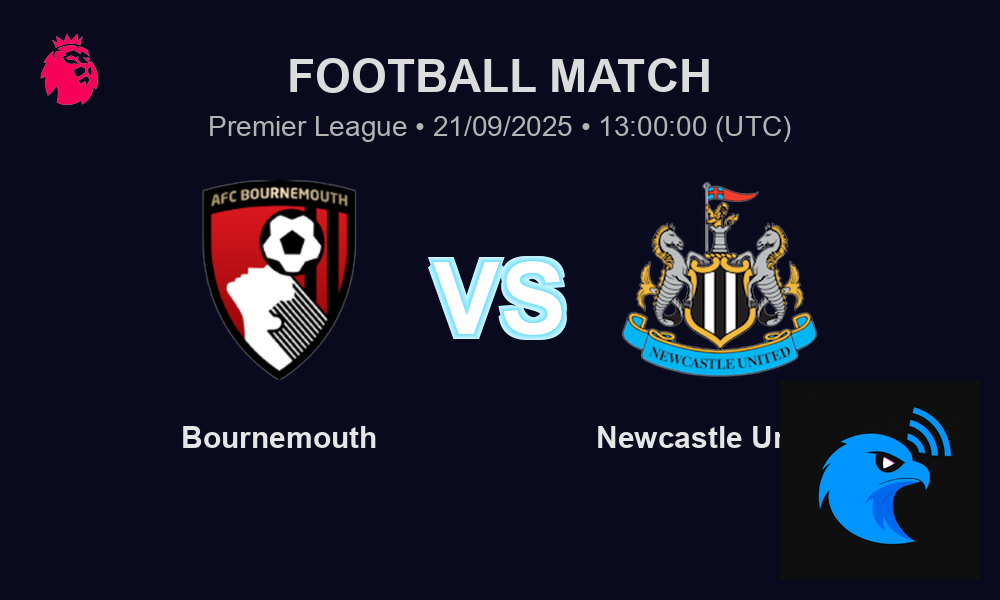 FOOTBALL MATCH
Premier League • 21/09/2025 • 13:00:00 (UTC)
AFC BOURNEMOUTH
VS
NEWCASTLE UNITED
Bournemouth
Newcastle